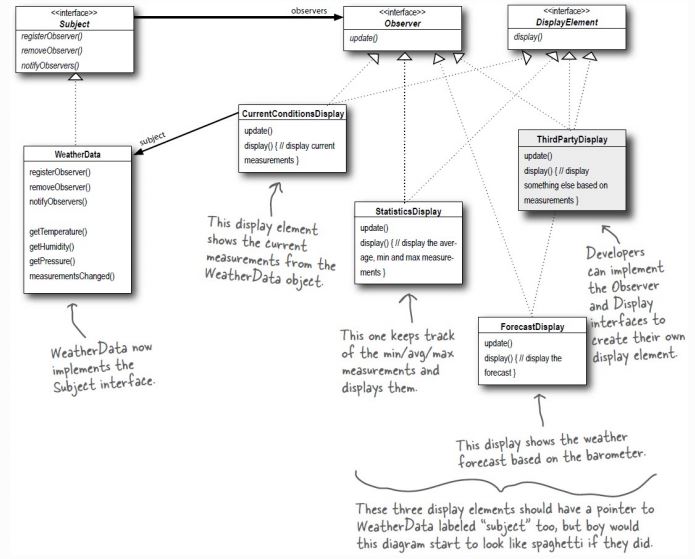 <<interface>>
Subject
registerObserver()
removeObserver()
notifyObservers()
observers
<<interface>>
Observer
update()
<<interface>>
DisplayElement
display()
subject
WeatherData
registerObserver()
removeObserver()
notifyObservers()
getTemperature()
getHumidity()
getPressure()
measurementsChanged()
CurrentConditionsDisplay
update()
display() { // display current
measurements }
StatisticsDisplay
update()
display() { // display the aver-
age, min and max measure-
ments }
ThirdPartyDisplay
update()
display() { // display
something else based on
measurements }
ForecastDisplay
update()
display() { // display the
forecast }
This display element
shows the current
measurements from the
WeatherData object.
WeatherData now
implements the
Subject interface.
This one keeps track
of the min/avg/max
measurements and
displays them.
Developers
can implement
the Observer
and Display
interfaces to
create their own
display element.
This display shows the weather
forecast based on the barometer.
These three display elements should have a pointer to
WeatherData labeled "subject" too, but boy would
this diagram start to look like spaghetti if they did.